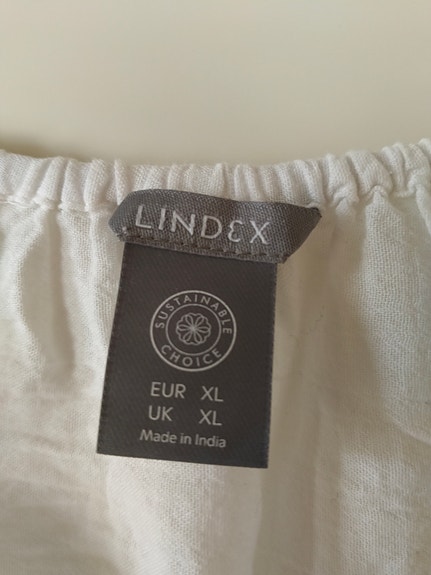 LINDEX
SUSTAINABLE
CHOICE
EUR XL
UK XL
Made in India